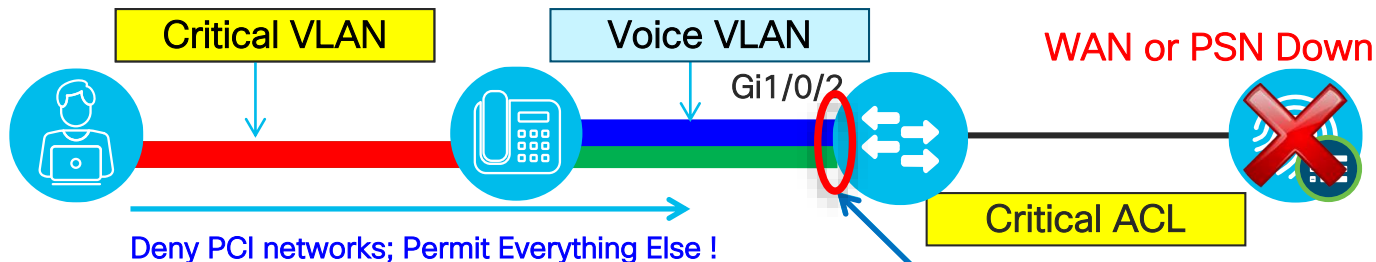 Critical VLAN
Voice VLAN
WAN or PSN Down
Gi1/0/2
Critical ACL
Deny PCI networks; Permit Everything Else !